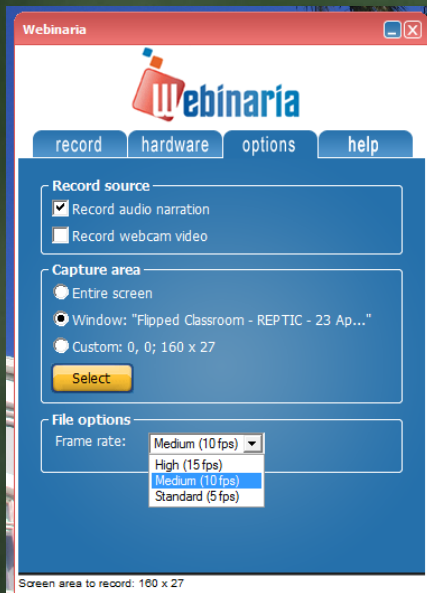 Webinaria
Webinaria
record hardware options help
Record source
Record audio narration
Record webcam video
Capture area
Entire screen
Window: "Flipped Classroom - REPTIC - 23 Ap..."
Custom: 0, 0; 160 x 27
Select
File options
Frame rate: Medium (10 fps)
High (15 fps)
Medium (10 fps)
Standard (5 fps)
Screen area to record: 160 x 27